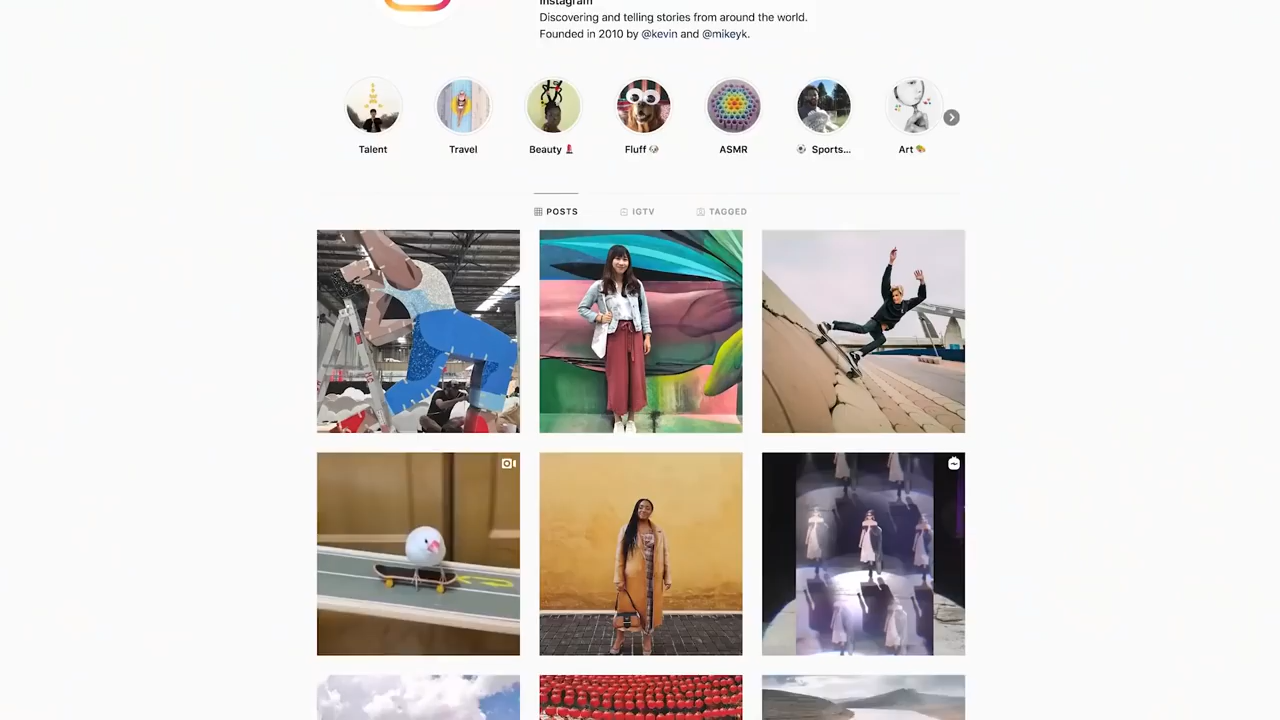 Instagram
Discovering and telling stories from around the world.
Founded in 2010 by @kevin and @mikeyk.
Talent
Travel
Beauty 💄
Fluff 🐶
ASMR
⚽ Sports...
Art 🎨
POSTS
IGTV
TAGGED